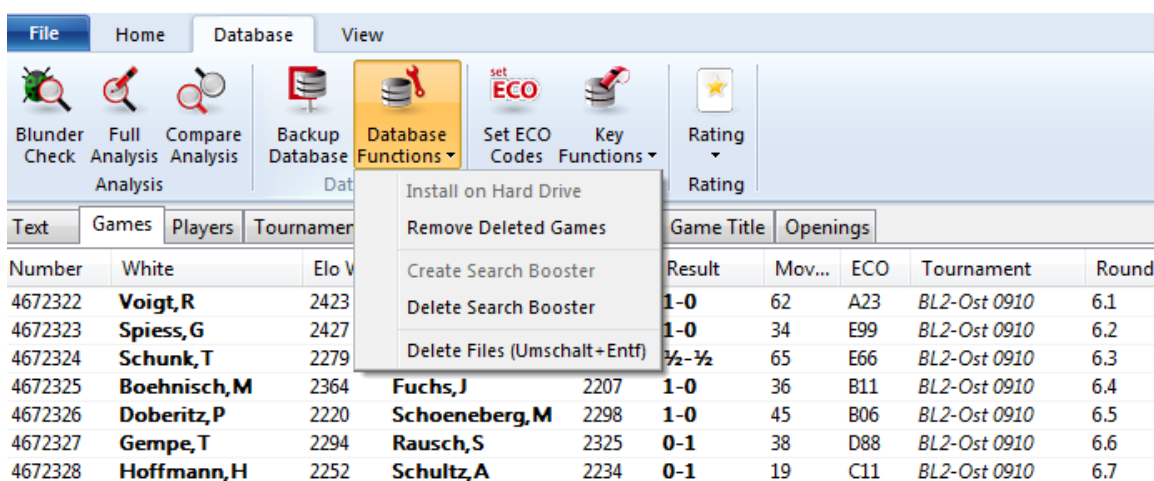 File Home Database View
set
ECO
Blunder Full Compare Backup Database Set ECO Key Rating
Check Analysis Analysis Database Functions Codes Functions
Analysis Dat Rating
Install on Hard Drive
Remove Deleted Games
Create Search Booster
Delete Search Booster
Delete Files (Umschalt+Entf)
Text Games Players Tournamen Game Title Openings
Number White Elo W Result Mov... ECO Tournament Round
4672322 Voigt,R 2423 1-0 62 A23 BL2-Ost 0910 6.1
4672323 Spiess,G 2427 1-0 34 E99 BL2-Ost 0910 6.2
4672324 Schunk,T 2279 ½-½ 65 E66 BL2-Ost 0910 6.3
4672325 Boehnisch,M 2364 Fuchs,J 2207 1-0 36 B11 BL2-Ost 0910 6.4
4672326 Doberitz,P 2220 Schoeneberg,M 2298 1-0 45 B06 BL2-Ost 0910 6.5
4672327 Gempe,T 2294 Rausch,S 2325 0-1 38 D88 BL2-Ost 0910 6.6
4672328 Hoffmann,H 2252 Schultz,A 2234 0-1 19 C11 BL2-Ost 0910 6.7